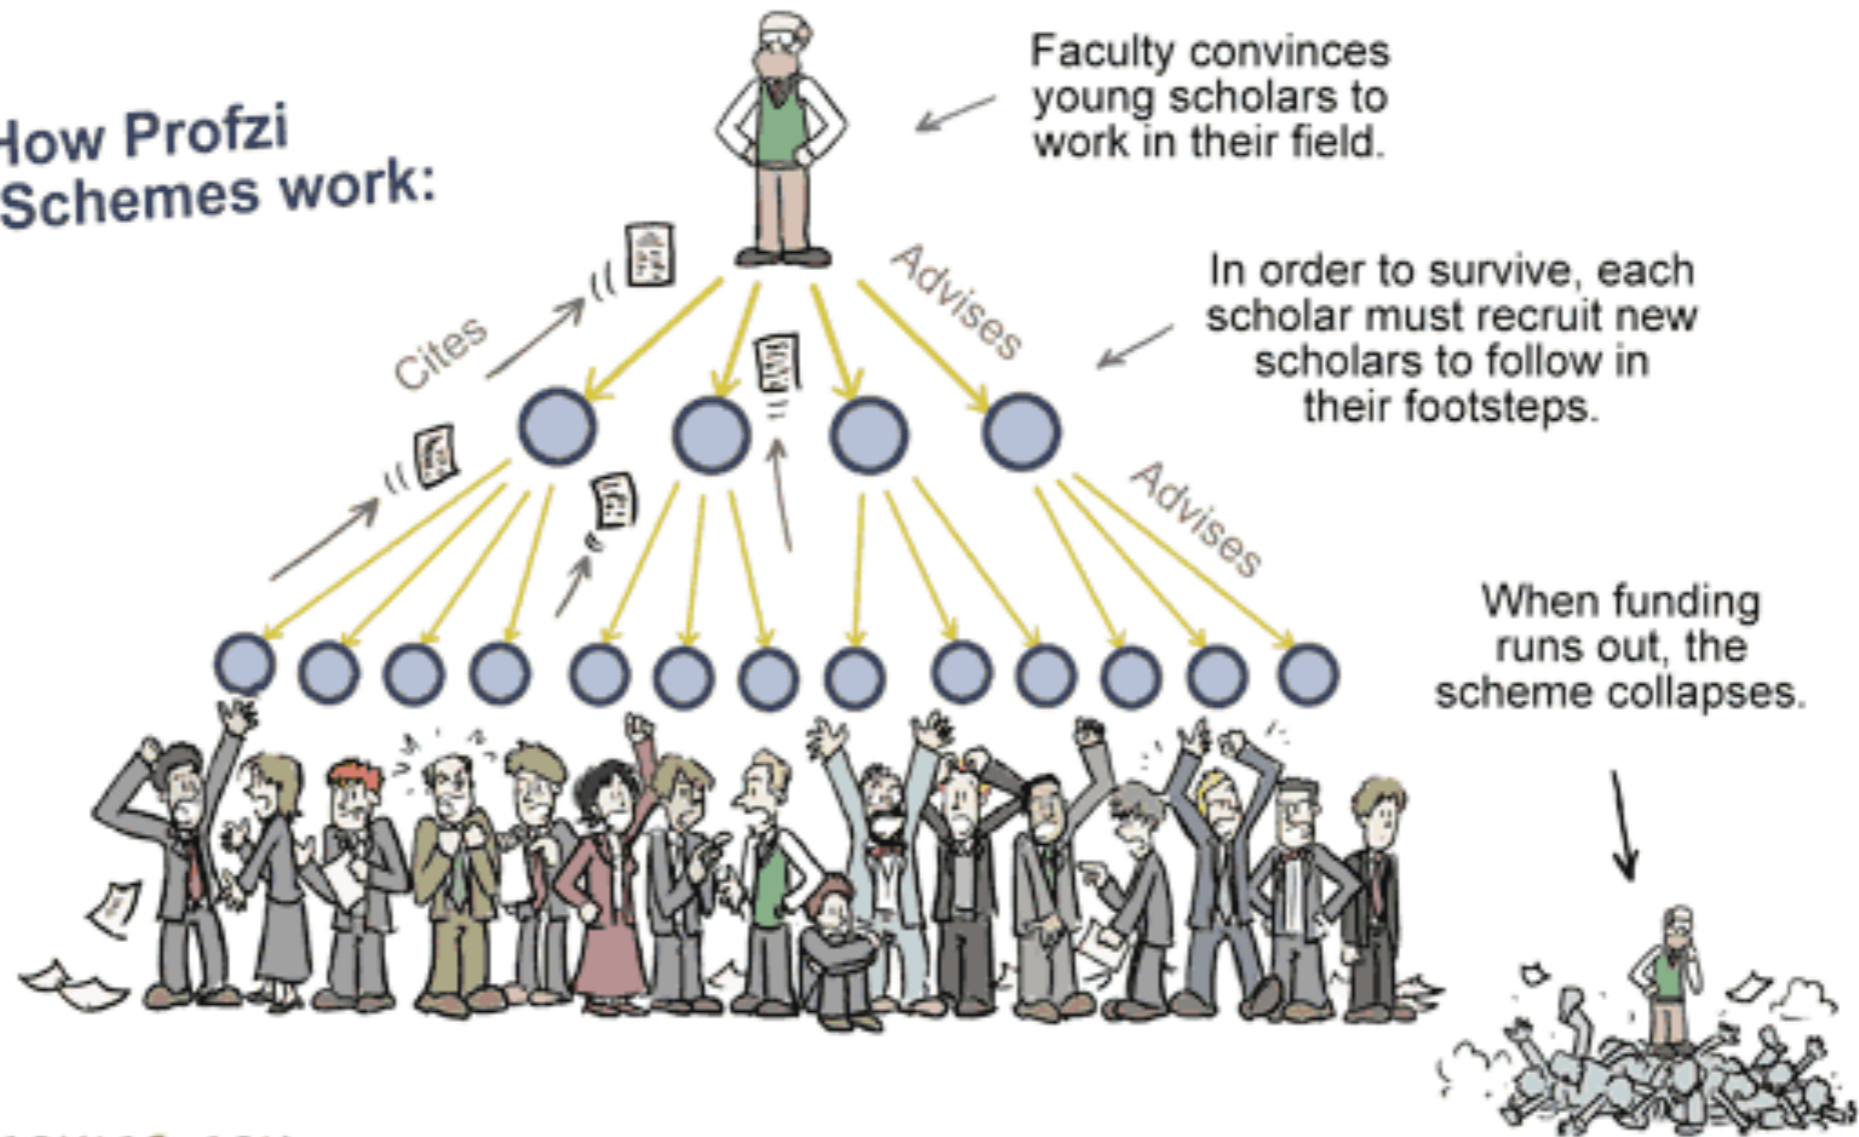 How Profzi
Schemes work:
Faculty convinces
young scholars to
work in their field.
Cites
Advises
In order to survive, each
scholar must recruit new
scholars to follow in
their footsteps.
Advises
When funding
runs out, the
scheme collapses.